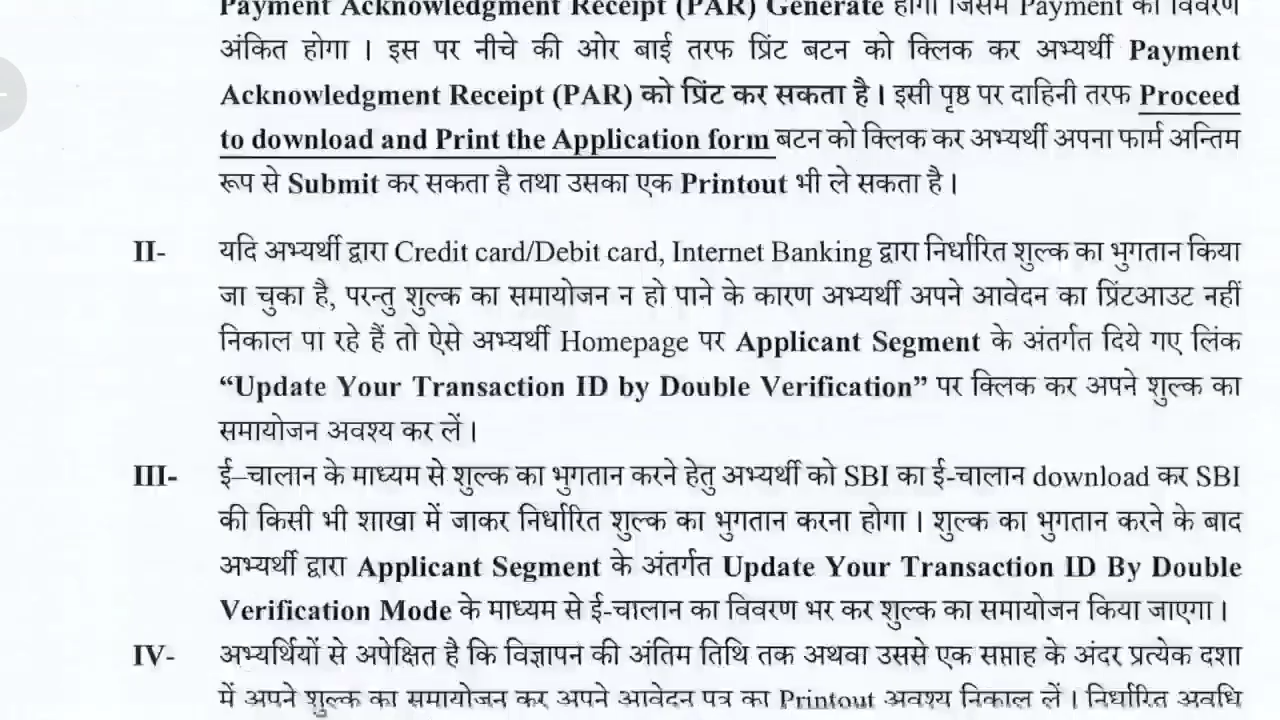 Payment Acknowledgment Receipt (PAR) Generate होगा जिसमें Payment का विवरण
अंकित होगा । इस पर नीचे की ओर बाई तरफ प्रिंट बटन को क्लिक कर अभ्यर्थी Payment
Acknowledgment Receipt (PAR) को प्रिंट कर सकता है। इसी पृष्ठ पर दाहिनी तरफ Proceed
to download and Print the Application form बटन को क्लिक कर अभ्यर्थी अपना फार्म अन्तिम
रूप से Submit कर सकता है तथा उसका एक Printout भी ले सकता है।
II- यदि अभ्यर्थी द्वारा Credit card/Debit card, Internet Banking द्वारा निर्धारित शुल्क का भुगतान किया
जा चुका है, परन्तु शुल्क का समायोजन न हो पाने के कारण अभ्यर्थी अपने आवेदन का प्रिंटआउट नहीं
निकाल पा रहे हैं तो ऐसे अभ्यर्थी Homepage पर Applicant Segment के अंतर्गत दिये गए लिंक
“Update Your Transaction ID by Double Verification” पर क्लिक कर अपने शुल्क का
समायोजन अवश्य कर लें।
III- ई–चालान के माध्यम से शुल्क का भुगतान करने हेतु अभ्यर्थी को SBI का ई-चालान download कर SBI
की किसी भी शाखा में जाकर निर्धारित शुल्क का भुगतान करना होगा । शुल्क का भुगतान करने के बाद
अभ्यर्थी द्वारा Applicant Segment के अंतर्गत Update Your Transaction ID By Double
Verification Mode के माध्यम से ई-चालान का विवरण भर कर शुल्क का समायोजन किया जाएगा ।
IV- अभ्यर्थियों से अपेक्षित है कि विज्ञापन की अंतिम तिथि तक अथवा उससे एक सप्ताह के अंदर प्रत्येक दशा
में अपने शुल्क का समायोजन कर अपने आवेदन पत्र का Printout अवश्य निकाल लें । निर्धारित अवधि